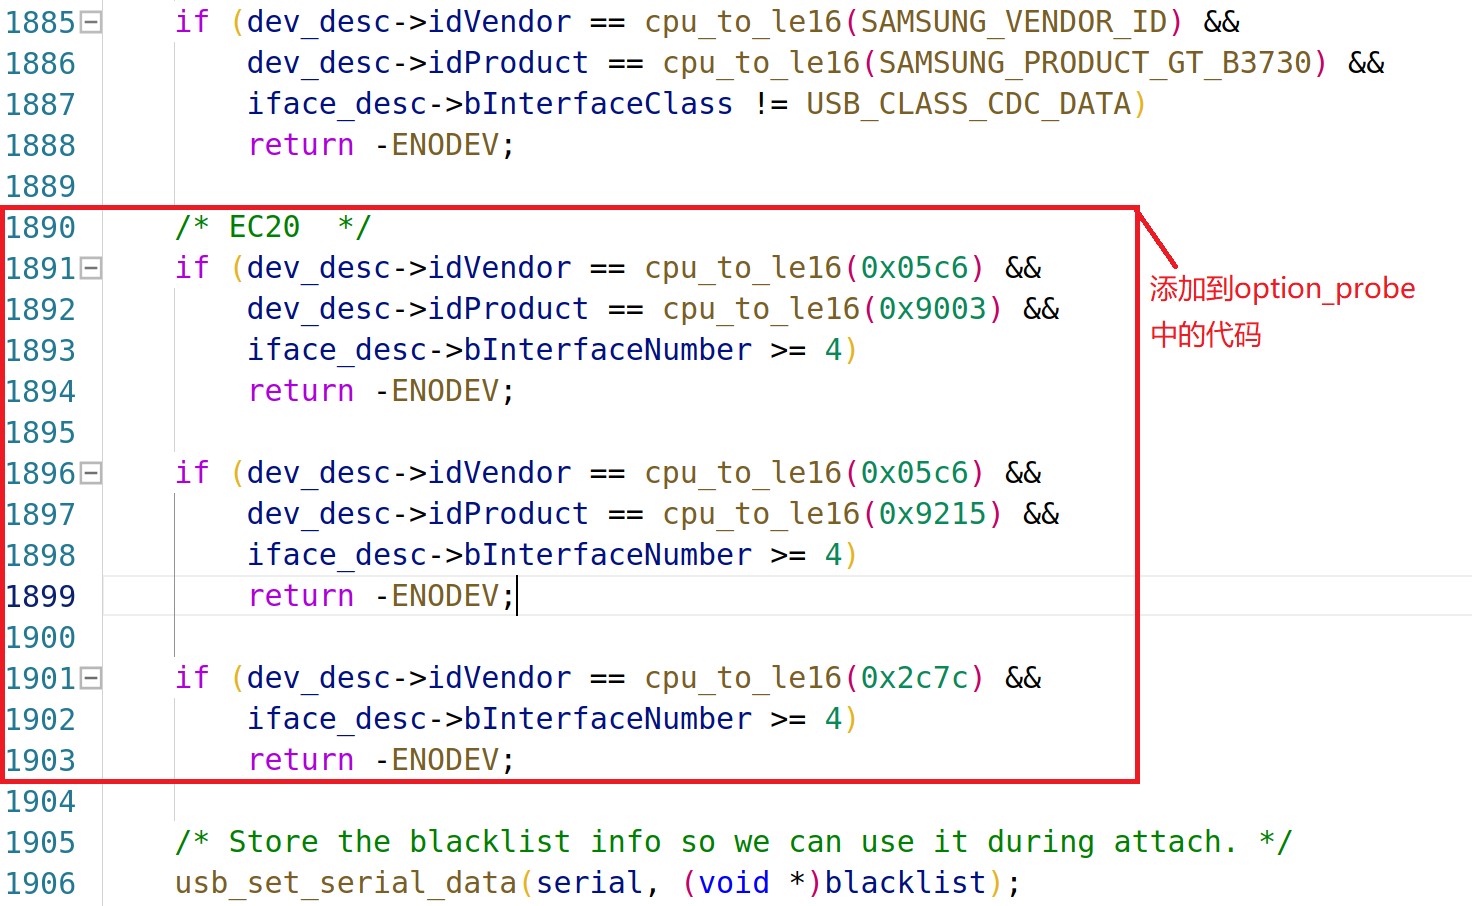 1885 if (dev_desc->idVendor == cpu_to_le16(SAMSUNG_VENDOR_ID) &&
1886 dev_desc->idProduct == cpu_to_le16(SAMSUNG_PRODUCT_GT_B3730) &&
1887 iface_desc->bInterfaceClass != USB_CLASS_CDC_DATA)
1888 return -ENODEV;
1889
1890 /* EC20  */
1891 if (dev_desc->idVendor == cpu_to_le16(0x05c6) &&
1892 dev_desc->idProduct == cpu_to_le16(0x9003) &&
添加到option_probe
中的代码
1893 iface_desc->bInterfaceNumber >= 4)
1894 return -ENODEV;
1895
1896 if (dev_desc->idVendor == cpu_to_le16(0x05c6) &&
1897 dev_desc->idProduct == cpu_to_le16(0x9215) &&
1898 iface_desc->bInterfaceNumber >= 4)
1899 return -ENODEV;
1900
1901 if (dev_desc->idVendor == cpu_to_le16(0x2c7c) &&
1902 iface_desc->bInterfaceNumber >= 4)
1903 return -ENODEV;
1904
1905 /* Store the blacklist info so we can use it during attach. */
1906 usb_set_serial_data(serial, (void *)blacklist);